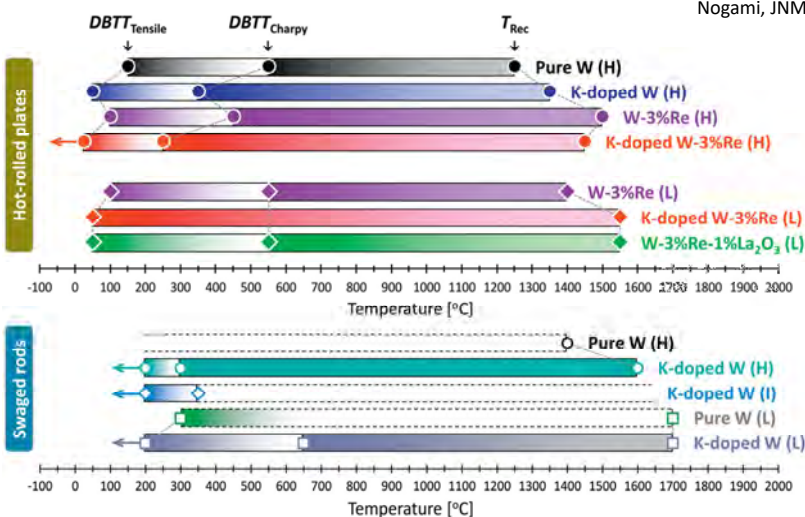 Nogami, JNM
DBTT_Tensile DBTT_Charpy T_Rec
Hot-rolled plates
Pure W (H)
K-doped W (H)
W-3%Re (H)
K-doped W-3%Re (H)
W-3%Re (L)
K-doped W-3%Re (L)
W-3%Re-1%La₂O₃ (L)
-100 0 100 200 300 400 500 600 700 800 900 1000 1100 1200 1300 1400 1500 1600 1700 1800 1900 2000
Temperature [°C]
Swaged rods
Pure W (H)
K-doped W (H)
K-doped W (I)
Pure W (L)
K-doped W (L)
-100 0 100 200 300 400 500 600 700 800 900 1000 1100 1200 1300 1400 1500 1600 1700 1800 1900 2000
Temperature [°C]